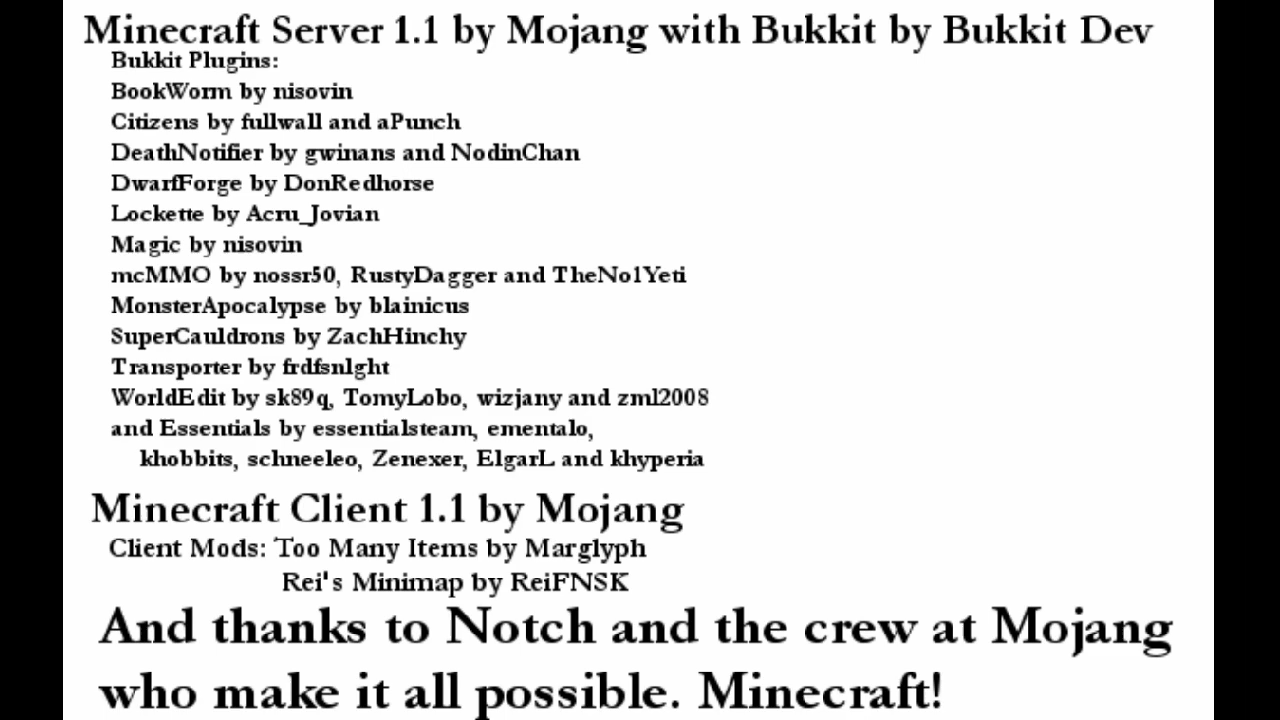 Minecraft Server 1.1 by Mojang with Bukkit by Bukkit Dev
Bukkit Plugins:
BookWorm by nisovin
Citizens by fullwall and aPunch
DeathNotifier by gwinans and NodinChan
DwarfForge by DonRedhorse
Lockette by Acru_Jovian
Magic by nisovin
mcMMO by nossr50, RustyDagger and TheNo1Yeti
MonsterApocalypse by blainicus
SuperCauldrons by ZachHinchy
Transporter by frdfsnlght
WorldEdit by sk89q, TomyLobo, wizjany and zml2008
and Essentials by essentialsteam, ementalo,
khobbits, schneeleo, Zenexer, ElgarL and khyperia
Minecraft Client 1.1 by Mojang
Client Mods: Too Many Items by Marglyph
Rei's Minimap by ReiFNSK
And thanks to Notch and the crew at Mojang
who make it all possible. Minecraft!